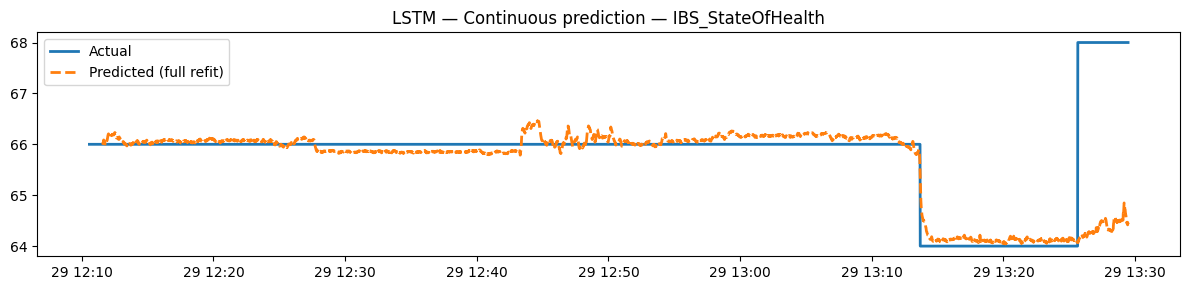 LSTM — Continuous prediction — IBS_StateOfHealth
Actual
Predicted (full refit)
68
67
66
65
64
29 12:10 29 12:20 29 12:30 29 12:40 29 12:50 29 13:00 29 13:10 29 13:20 29 13:30